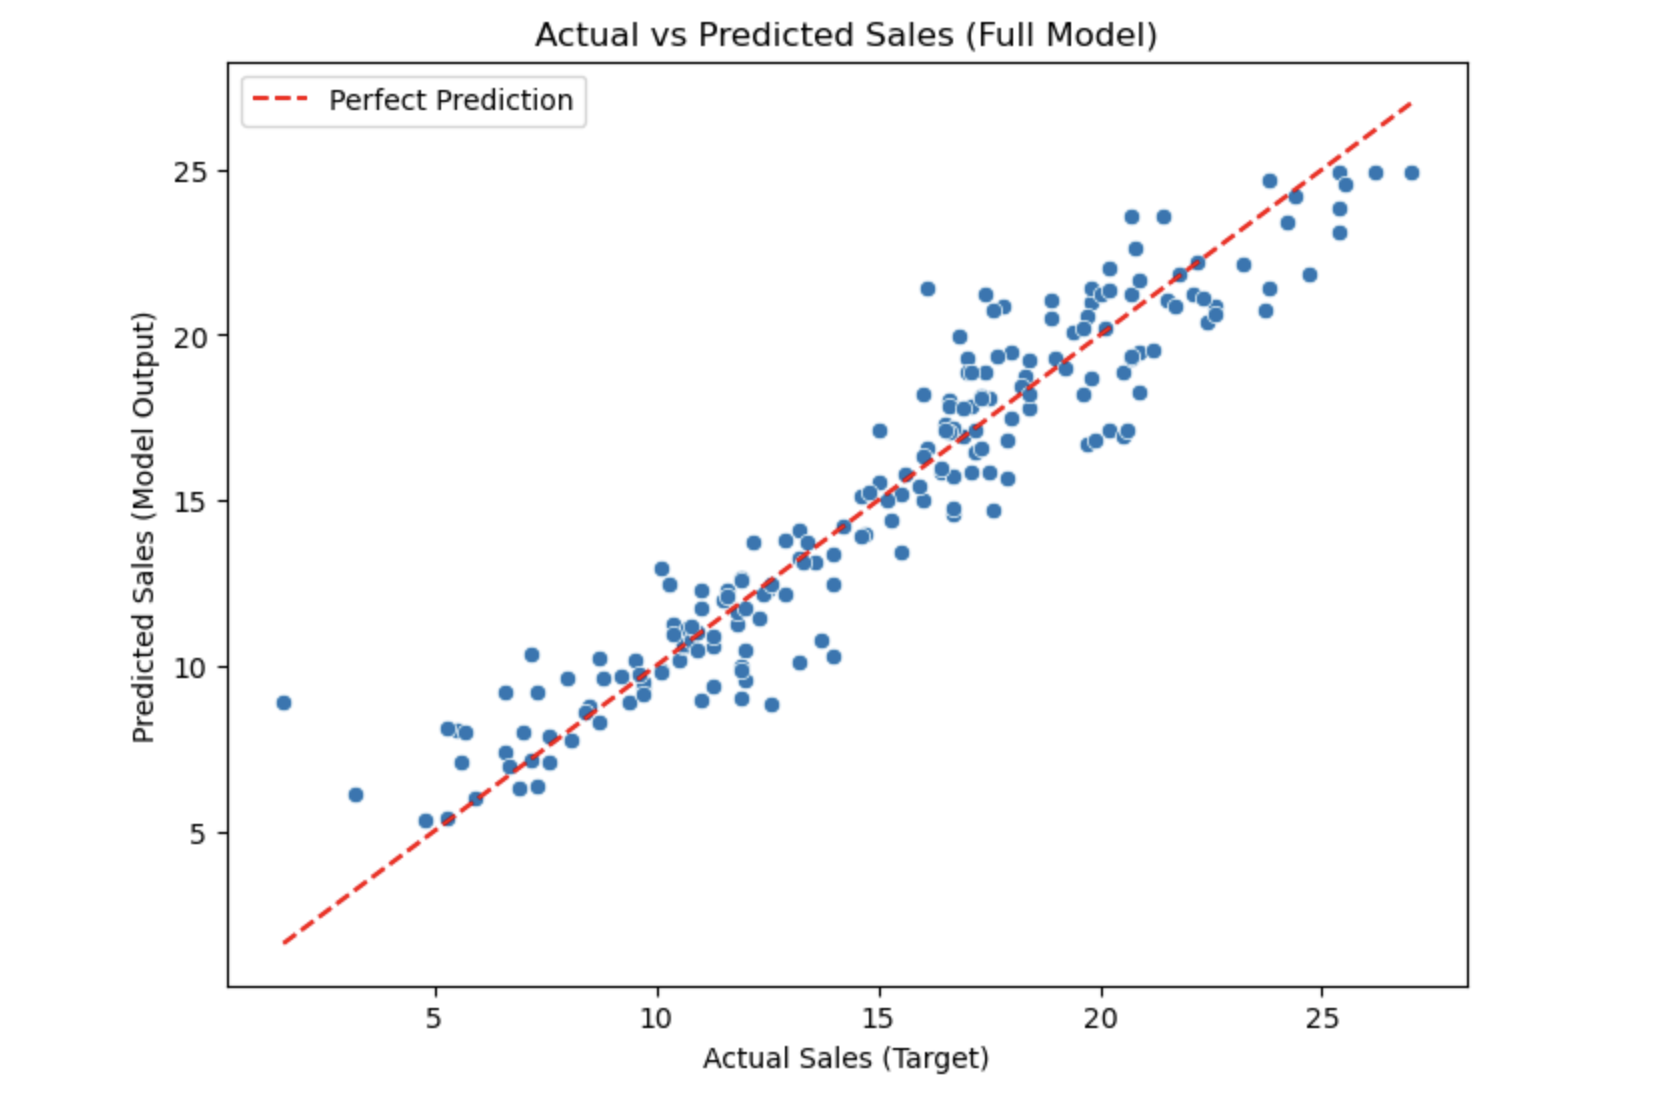 Actual vs Predicted Sales (Full Model)
Perfect Prediction
25
20
15
10
5
Predicted Sales (Model Output)
5 10 15 20 25
Actual Sales (Target)